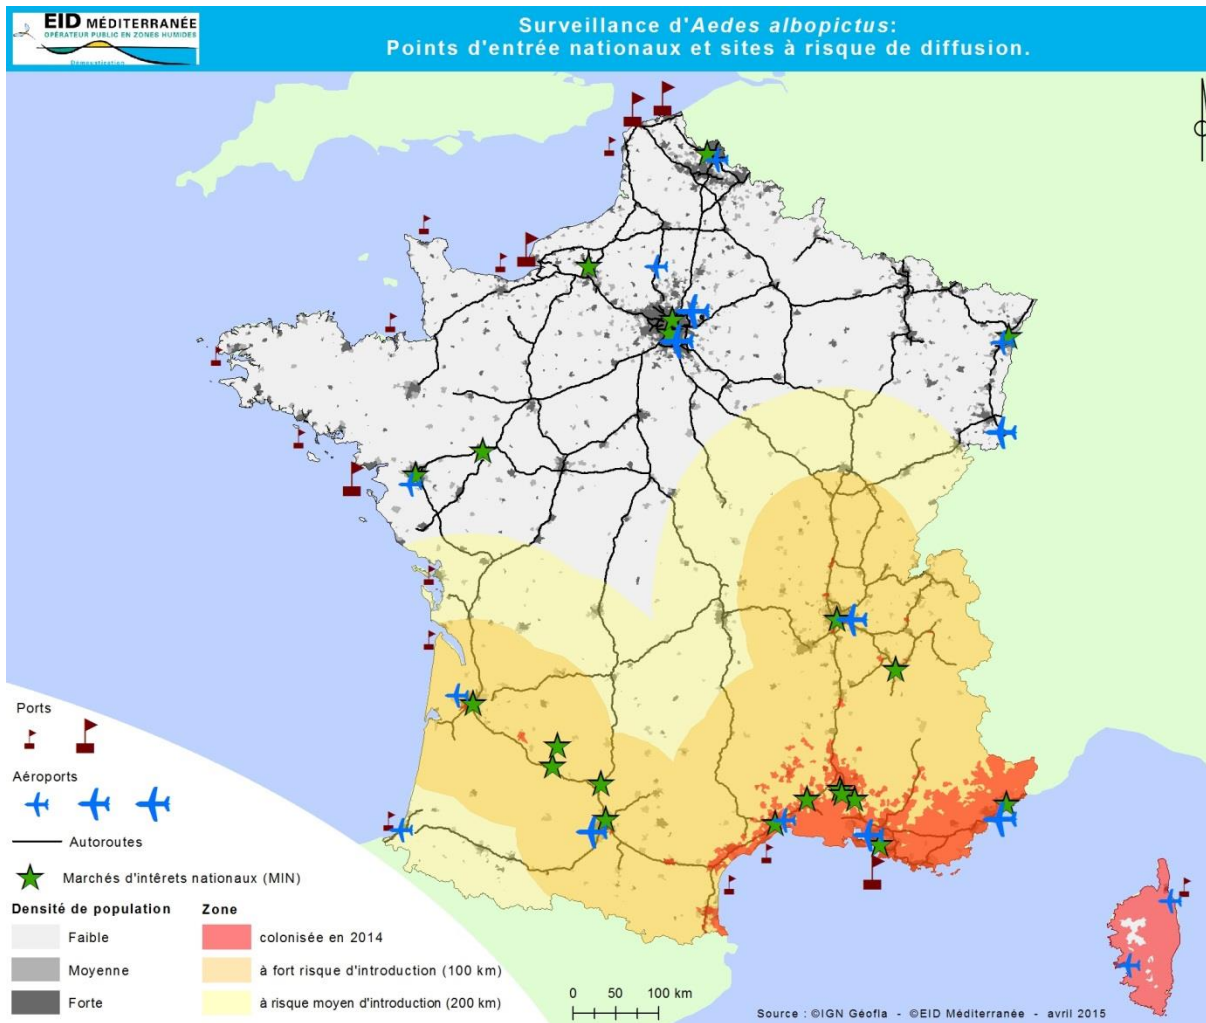 EID MÉDITERRANÉE
OPÉRATEUR PUBLIC EN ZONES HUMIDES
Démoustication
Surveillance d'Aedes albopictus:
Points d'entrée nationaux et sites à risque de diffusion.
Ports
Aéroports
Autoroutes
Marchés d'intêrets nationaux (MIN)
Densité de population
Faible
Moyenne
Forte
Zone
colonisée en 2014
à fort risque d'introduction (100 km)
à risque moyen d'introduction (200 km)
0 50 100 km
Source : ©IGN Géofla - ©EID Méditerranée - avril 2015